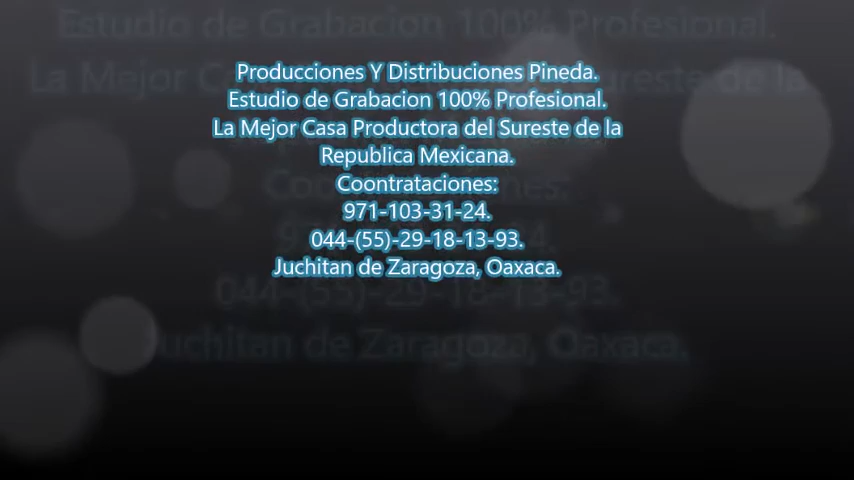 Producciones Y Distribuciones Pineda.
Estudio de Grabacion 100% Profesional.
La Mejor Casa Productora del Sureste de la
Republica Mexicana.
Coontrataciones:
971-103-31-24.
044-(55)-29-18-13-93.
Juchitan de Zaragoza, Oaxaca.